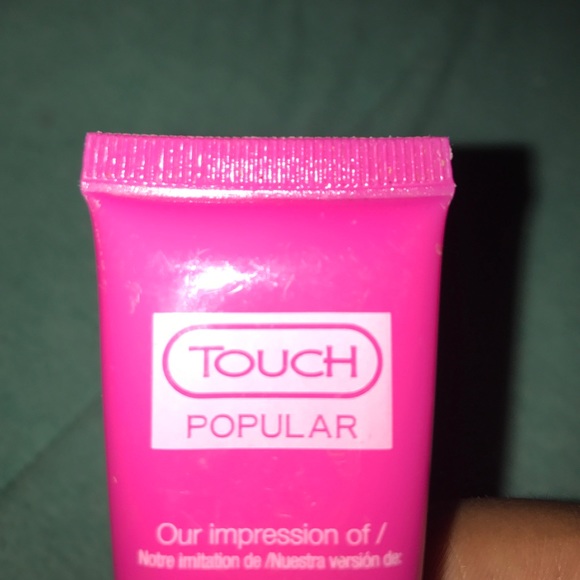 TOUCH
POPULAR
Our impression of /
Notre imitation de /Nuestra versión de: